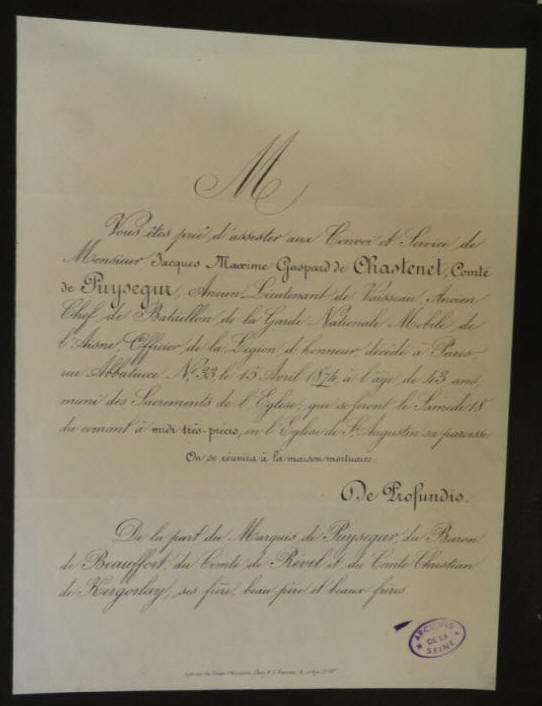 M
Vous êtes prié d'assister aux Convoi et Service de
Monsieur Jacques Maxime Gaspard de Chastenet, Comte
de Puysegur, Ancien Lieutenant de Vaisseau, Ancien
Chef de Bataillon de la Garde Nationale Mobile de
l'Aisne, Officier de la Légion d'honneur, décédé à Paris
rue Abbatucci Nº 33 le 15 Avril 1874, à l'âge de 43 ans,
muni des Sacrements de l'Eglise; que se feront le Samedi 18
du courant à midi très-précis, en l'Eglise de St Augustin sa paroisse.
On se réunira à la maison mortuaire.
De Profundis.
De la part du Marquis de Puysegur, du Baron
de Beauffort, du Comte de Revel et du Comte Christian
de Kergorlay, ses frère, beau père et beaux frères.
ARCHIVES
DE LA
SEINE